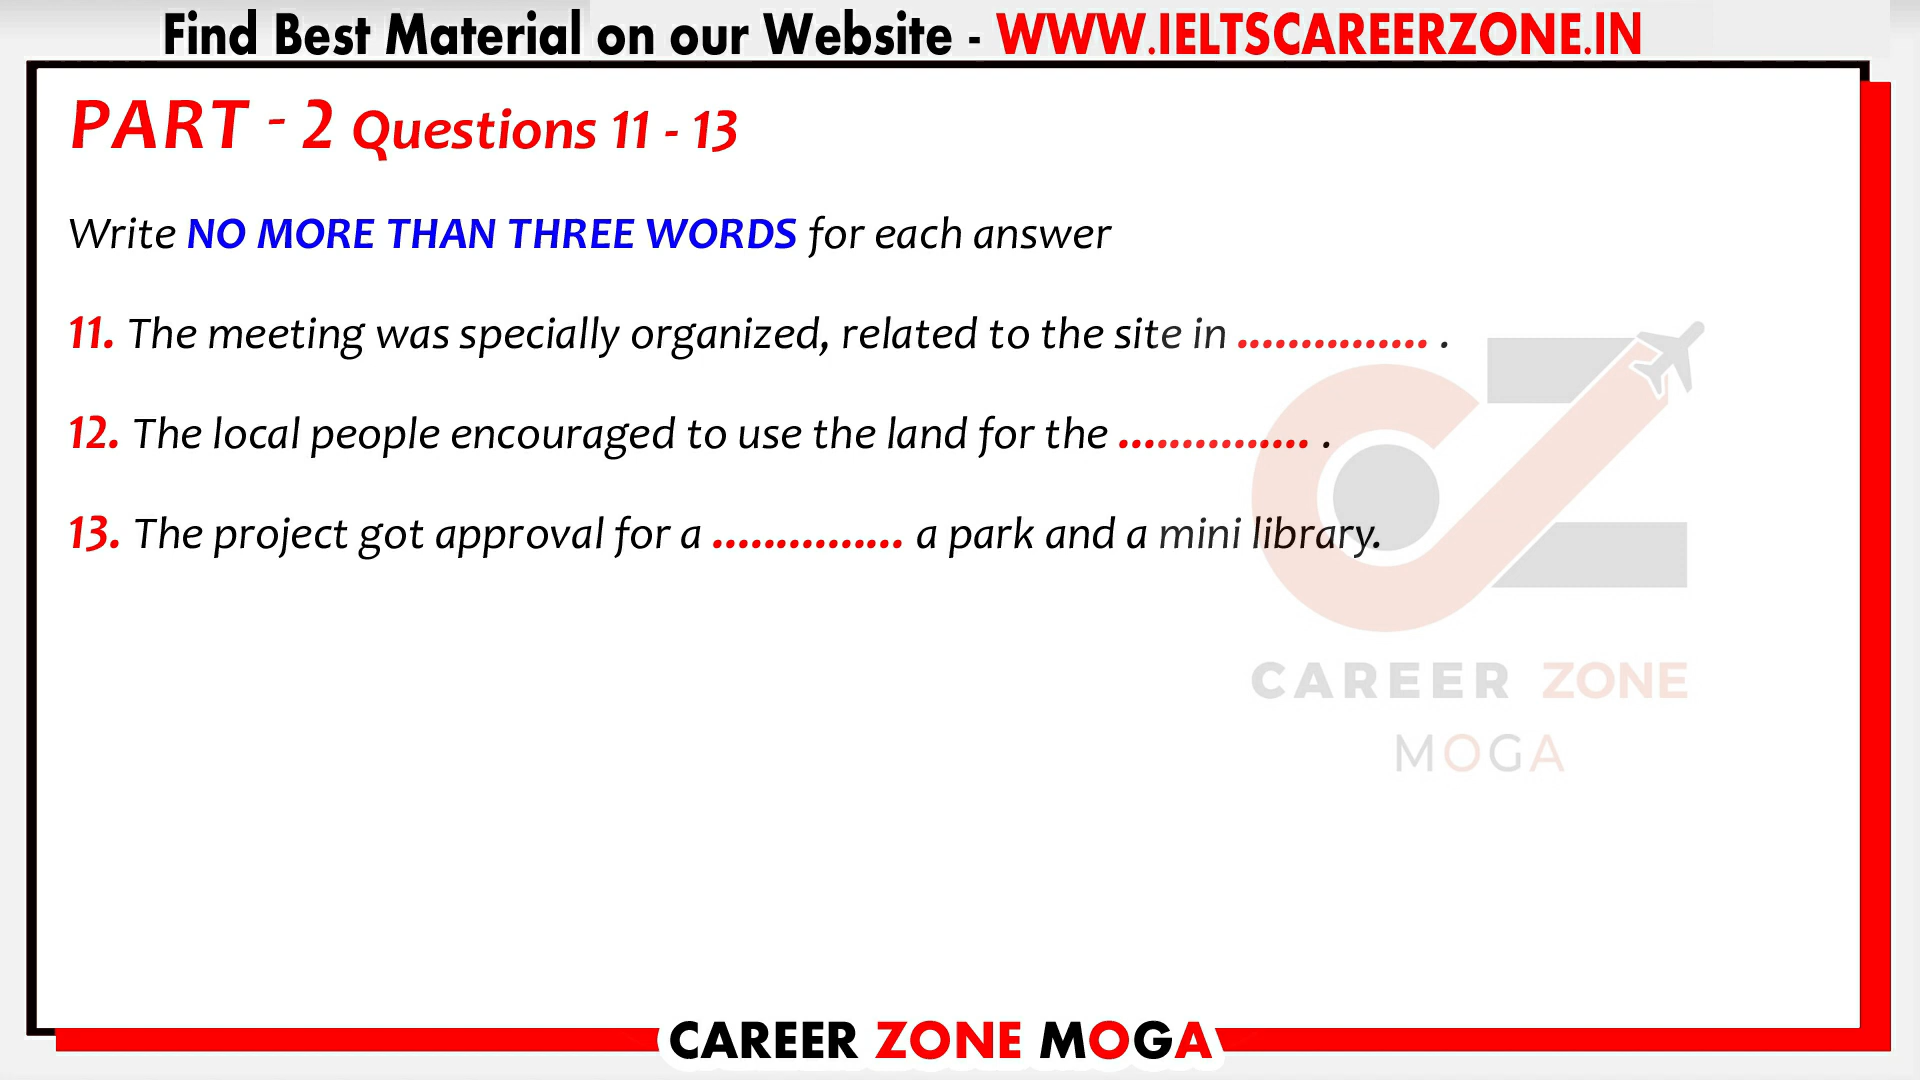 Find Best Material on our Website - WWW.IELTSCAREERZONE.IN
PART - 2 Questions 11 - 13
Write NO MORE THAN THREE WORDS for each answer
11. The meeting was specially organized, related to the site in ............... .
12. The local people encouraged to use the land for the ............... .
13. The project got approval for a ............... a park and a mini library.
CAREER ZONE
MOGA
CAREER ZONE MOGA